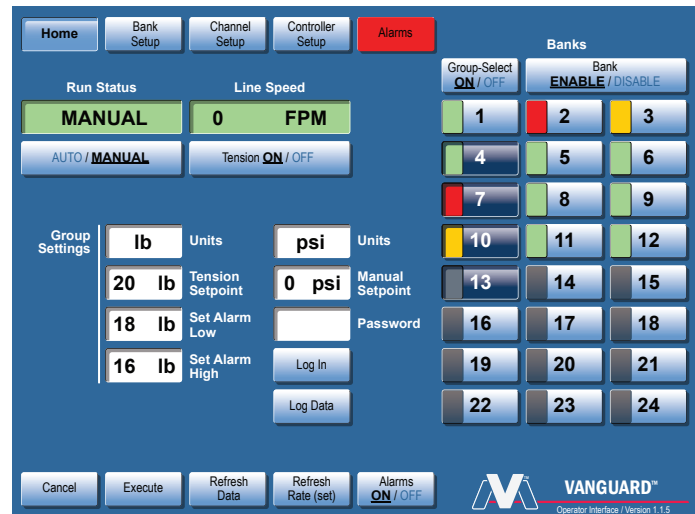 Home
Bank
Setup
Channel
Setup
Controller
Setup
Alarms
Banks
Group-Select
ON / OFF
Bank
ENABLE / DISABLE
Run Status
Line Speed
MANUAL
0 FPM
AUTO / MANUAL
Tension ON / OFF
1 2 3
4 5 6
7 8 9
10 11 12
13 14 15
16 17 18
19 20 21
22 23 24
Group
Settings
lb Units
20 lb Tension
Setpoint
18 lb Set Alarm
Low
16 lb Set Alarm
High
psi Units
0 psi Manual
Setpoint
Password
Log In
Log Data
Cancel
Execute
Refresh
Data
Refresh
Rate (set)
Alarms
ON / OFF
VANGUARD™
Operator Interface / Version 1.1.5